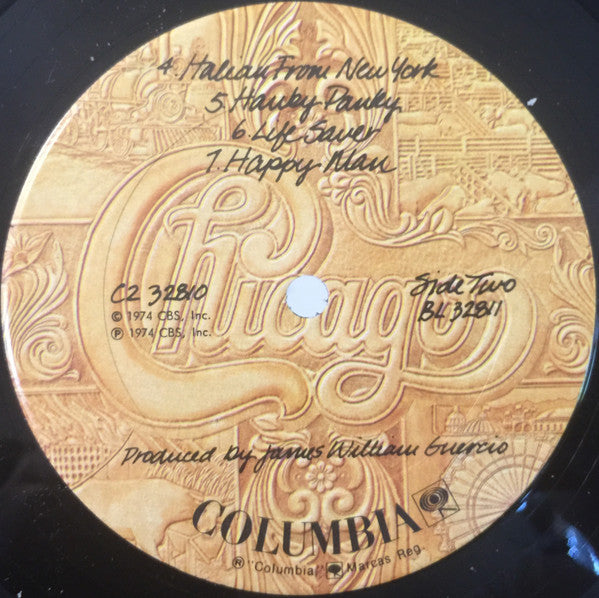 4. Italian From New York
5. Hanky Panky
6. Life Saver
7. Happy Man
Chicago
C2 32810
© 1974 CBS, Inc.
℗ 1974 CBS, Inc.
Side Two
BL 32811
Produced by James William Guercio
COLUMBIA
® "Columbia," Marcas Reg.